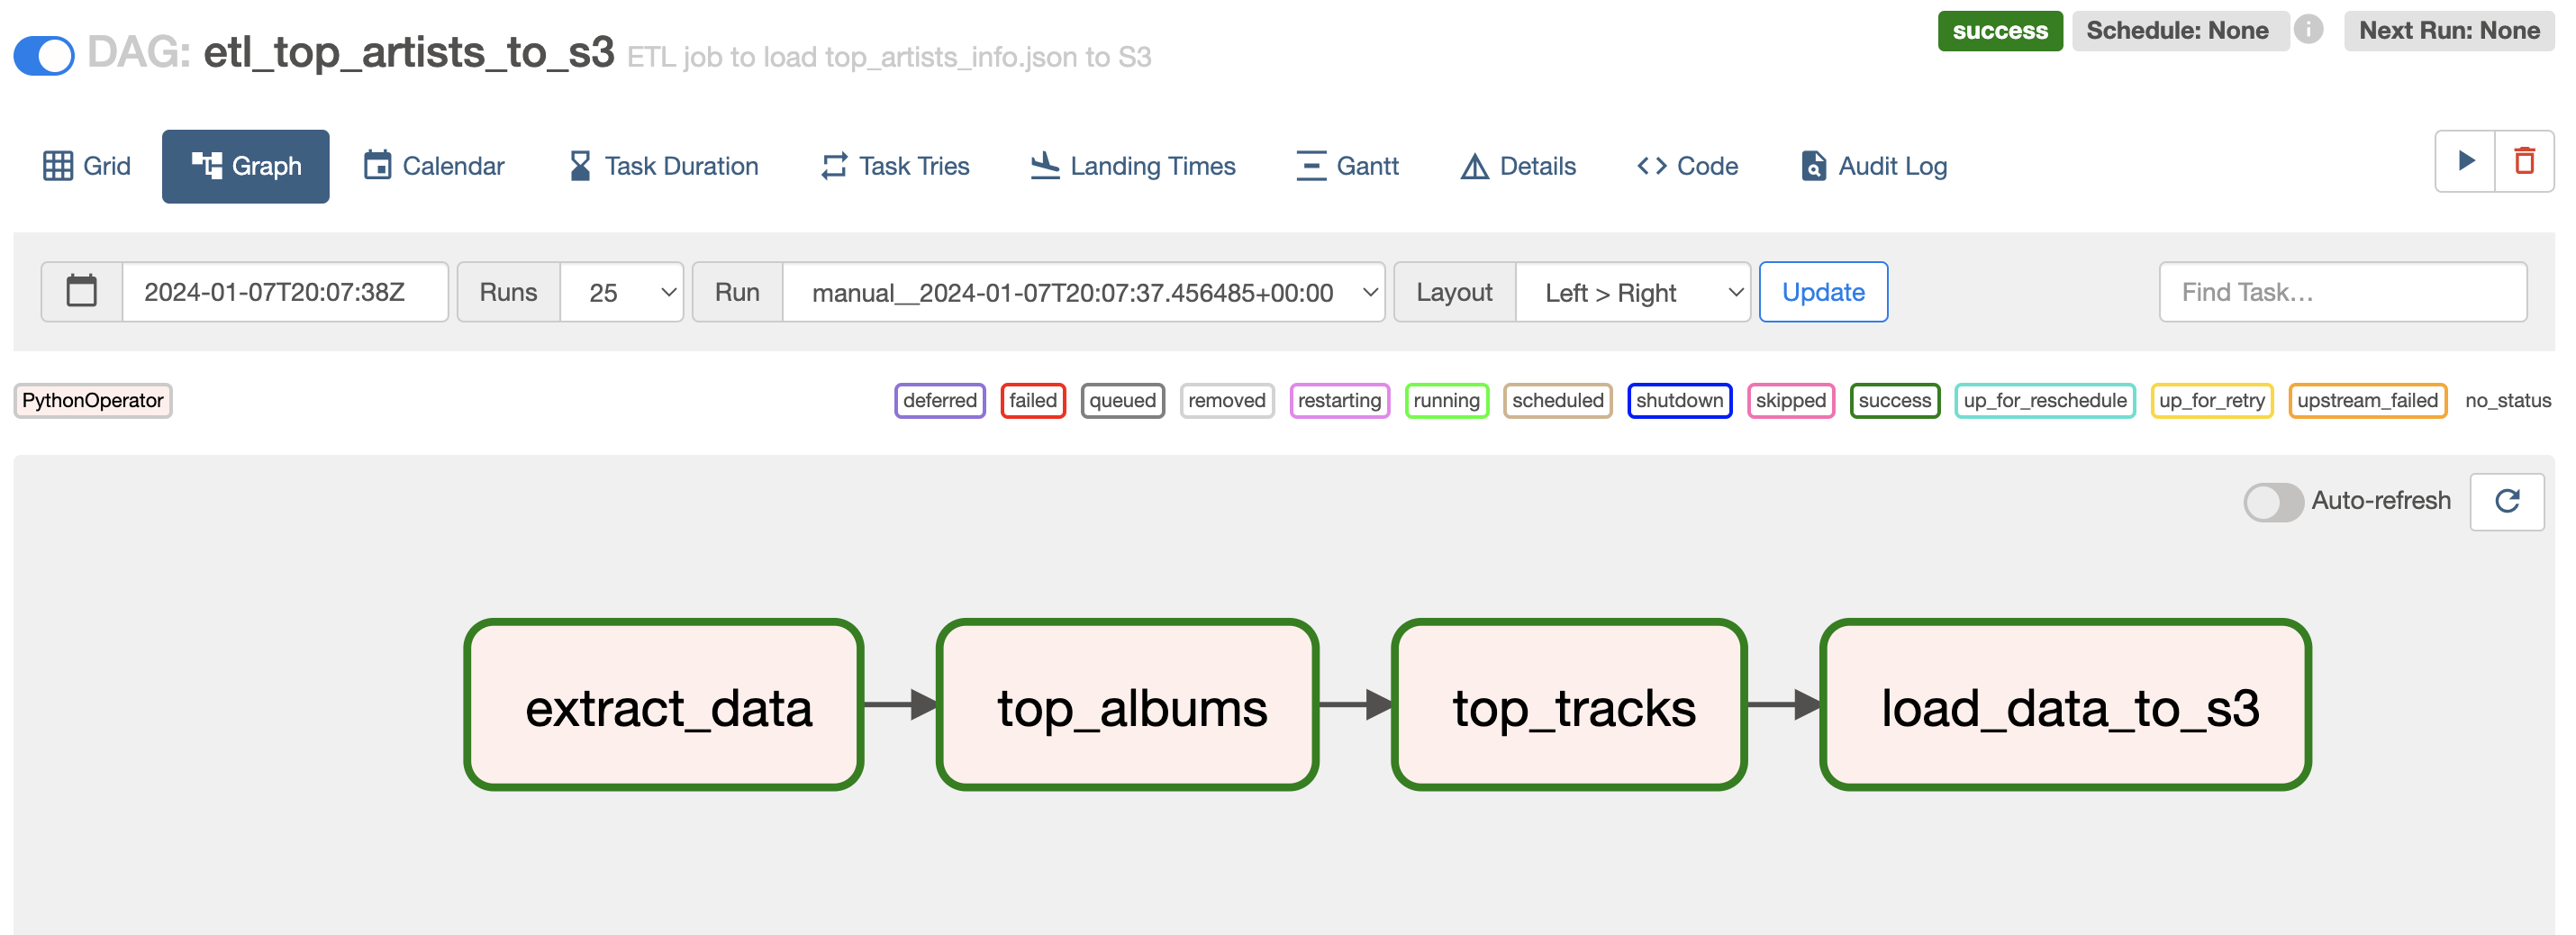 DAG: etl_top_artists_to_s3 ETL job to load top_artists_info.json to S3
success Schedule: None Next Run: None
Grid Graph Calendar Task Duration Task Tries Landing Times Gantt Details Code Audit Log
2024-01-07T20:07:38Z Runs 25 Run manual__2024-01-07T20:07:37.456485+00:00 Layout Left > Right Update Find Task...
PythonOperator deferred failed queued removed restarting running scheduled shutdown skipped success up_for_reschedule up_for_retry upstream_failed no_status
Auto-refresh
extract_data top_albums top_tracks load_data_to_s3